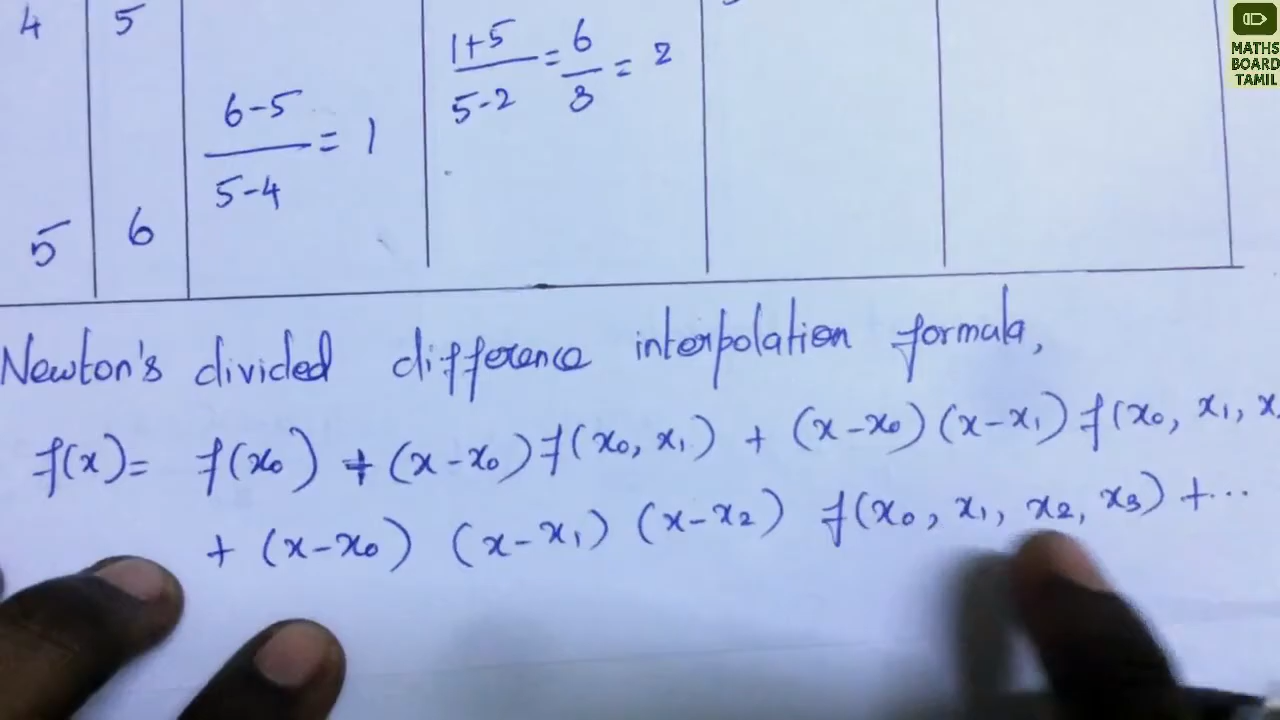 4 5
1+5 / 5-2 = 6 / 3 = 2
6-5 / 5-4 = 1
5 6
Newton's divided difference interpolation formula,
f(x) = f(x₀) + (x-x₀) f(x₀, x₁) + (x-x₀) (x-x₁) f(x₀, x₁, x
+ (x-x₀) (x-x₁) (x-x₂) f(x₀, x₁, x₂, x₃) + ...
MATHS
BOARD
TAMIL